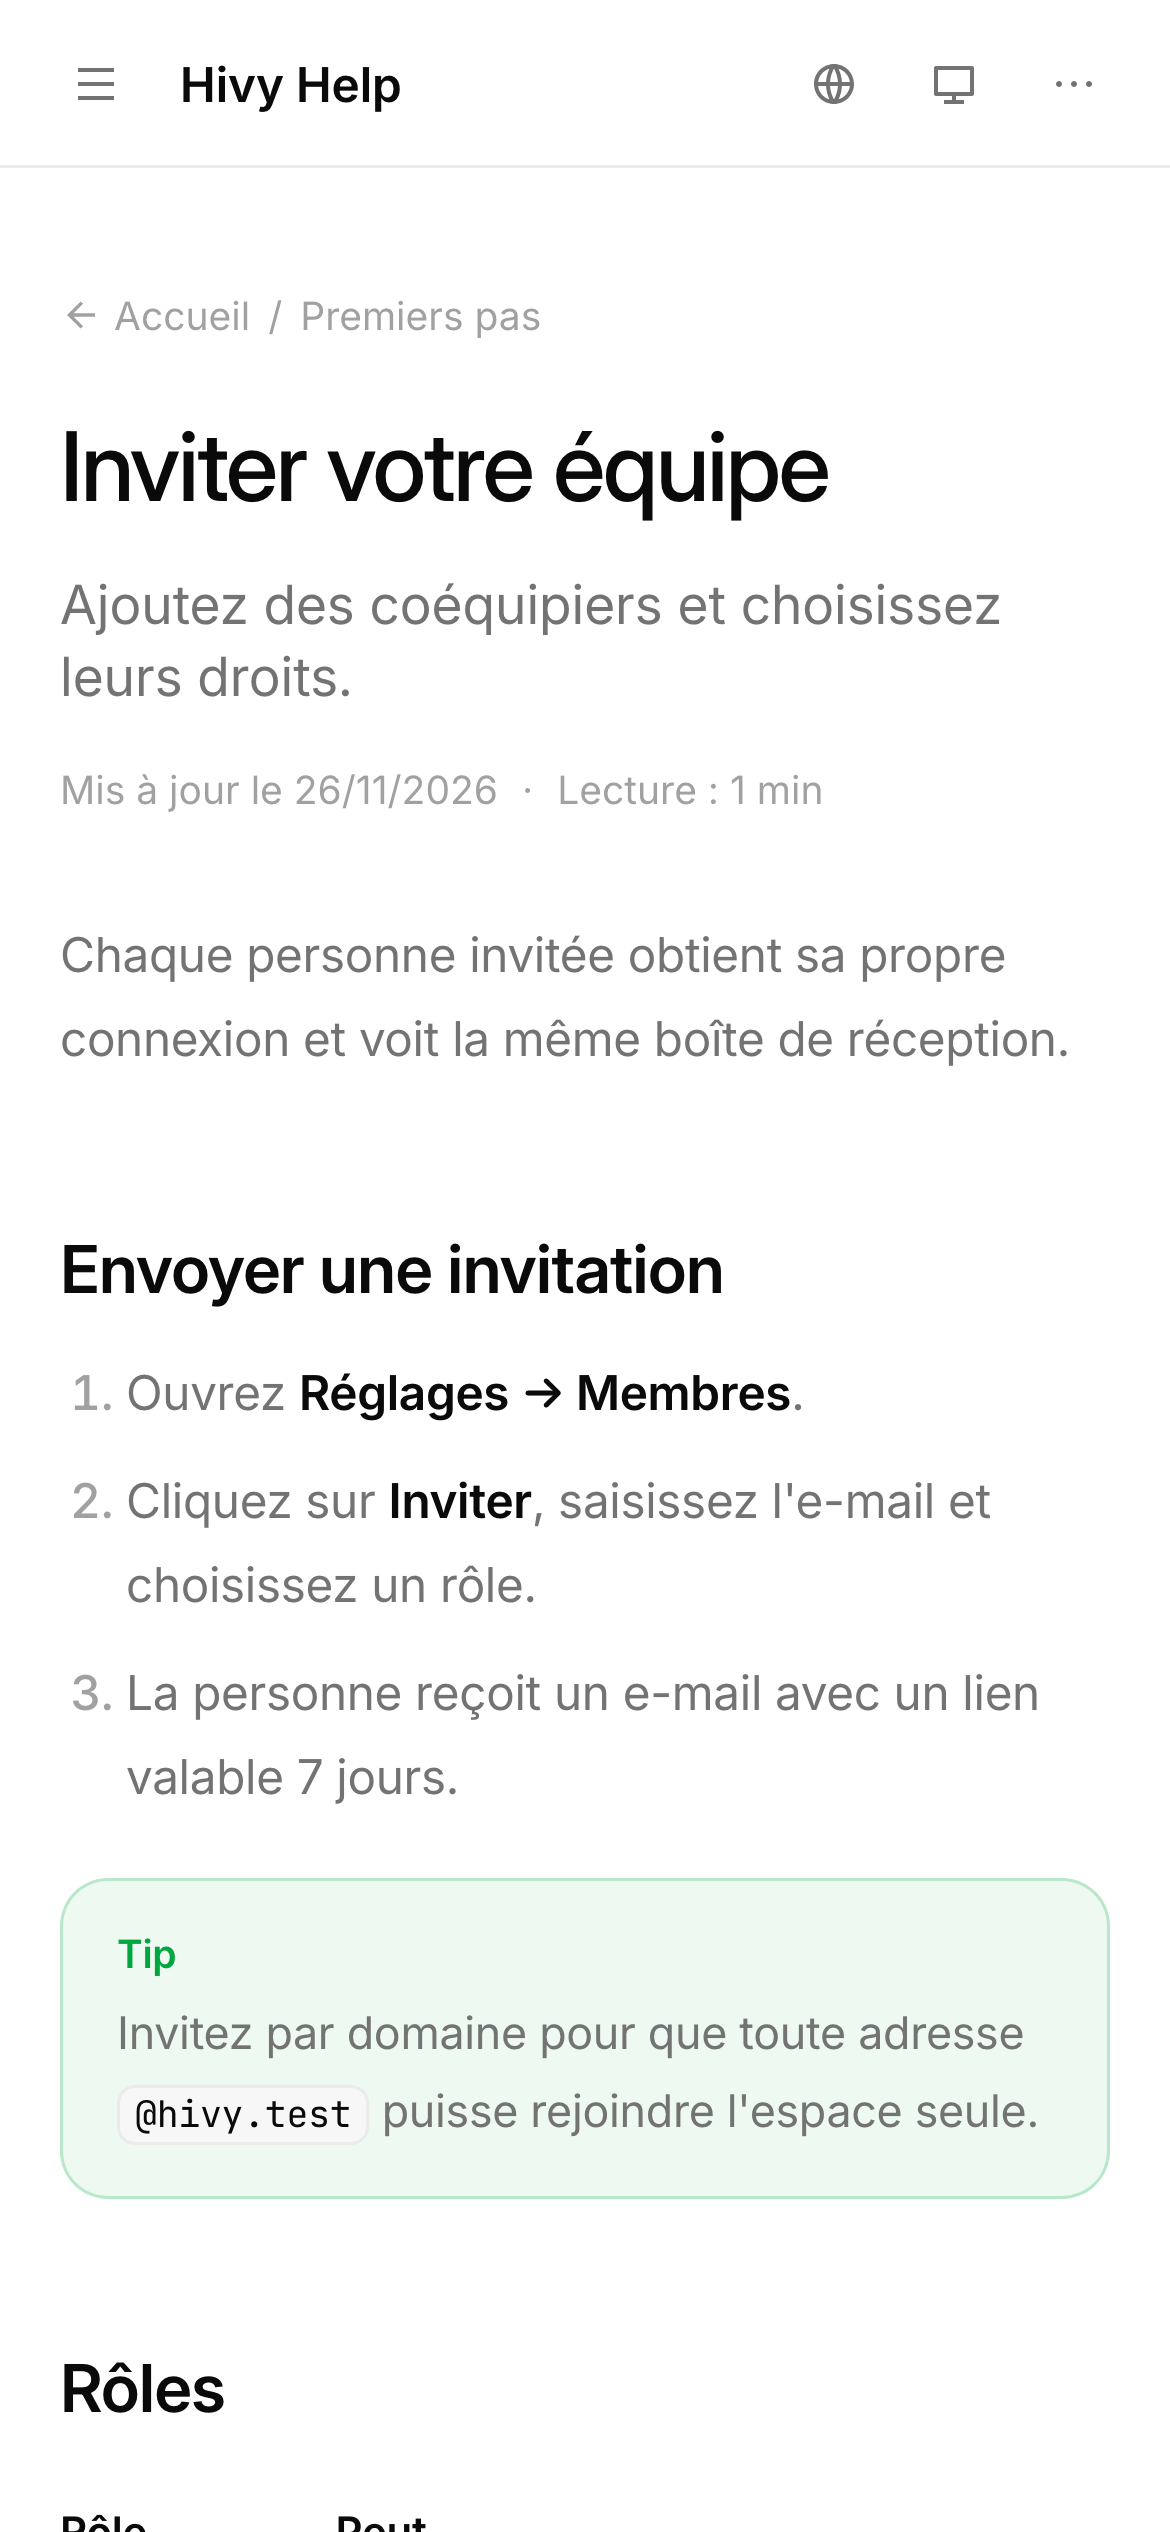 Hivy Help
← Accueil / Premiers pas
Inviter votre équipe
Ajoutez des coéquipiers et choisissez
leurs droits.
Mis à jour le 26/11/2026 · Lecture : 1 min
Chaque personne invitée obtient sa propre
connexion et voit la même boîte de réception.
Envoyer une invitation
1. Ouvrez Réglages → Membres.
2. Cliquez sur Inviter, saisissez l'e-mail et
choisissez un rôle.
3. La personne reçoit un e-mail avec un lien
valable 7 jours.
Tip
Invitez par domaine pour que toute adresse
@hivy.test puisse rejoindre l'espace seule.
Rôles
Rôle Peut